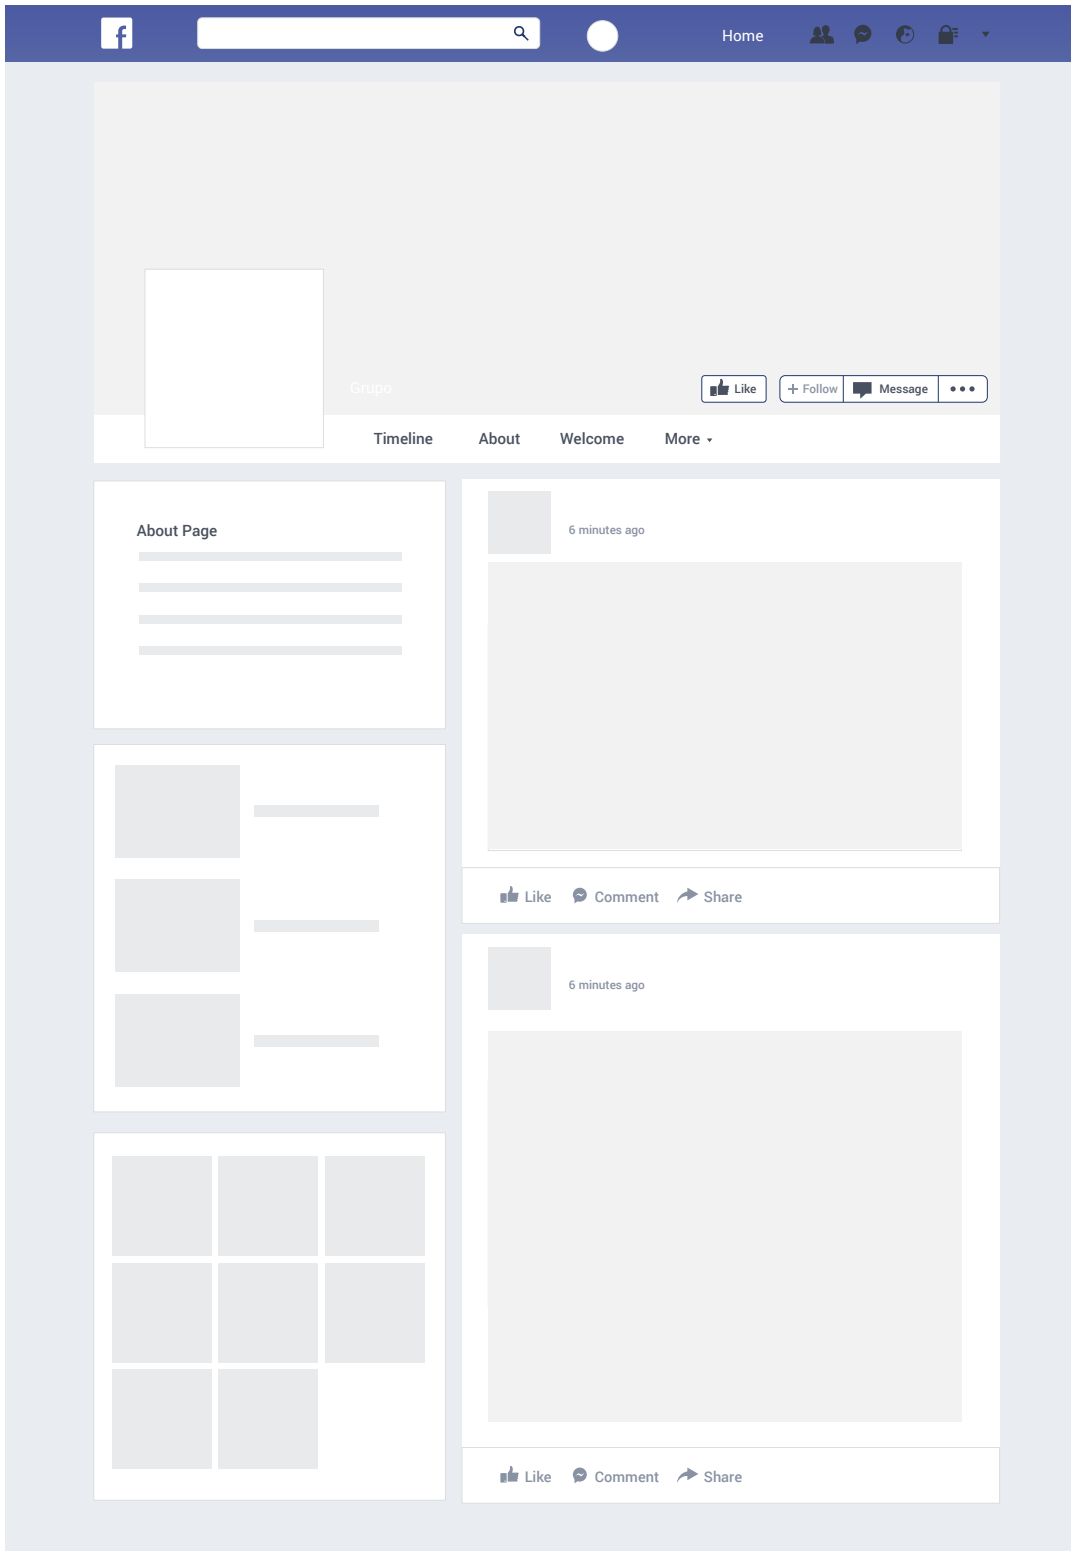 f
Home
Grupo
Like
Follow
Message
Timeline
About
Welcome
More
About Page
6 minutes ago
Like
Comment
Share
6 minutes ago
Like
Comment
Share